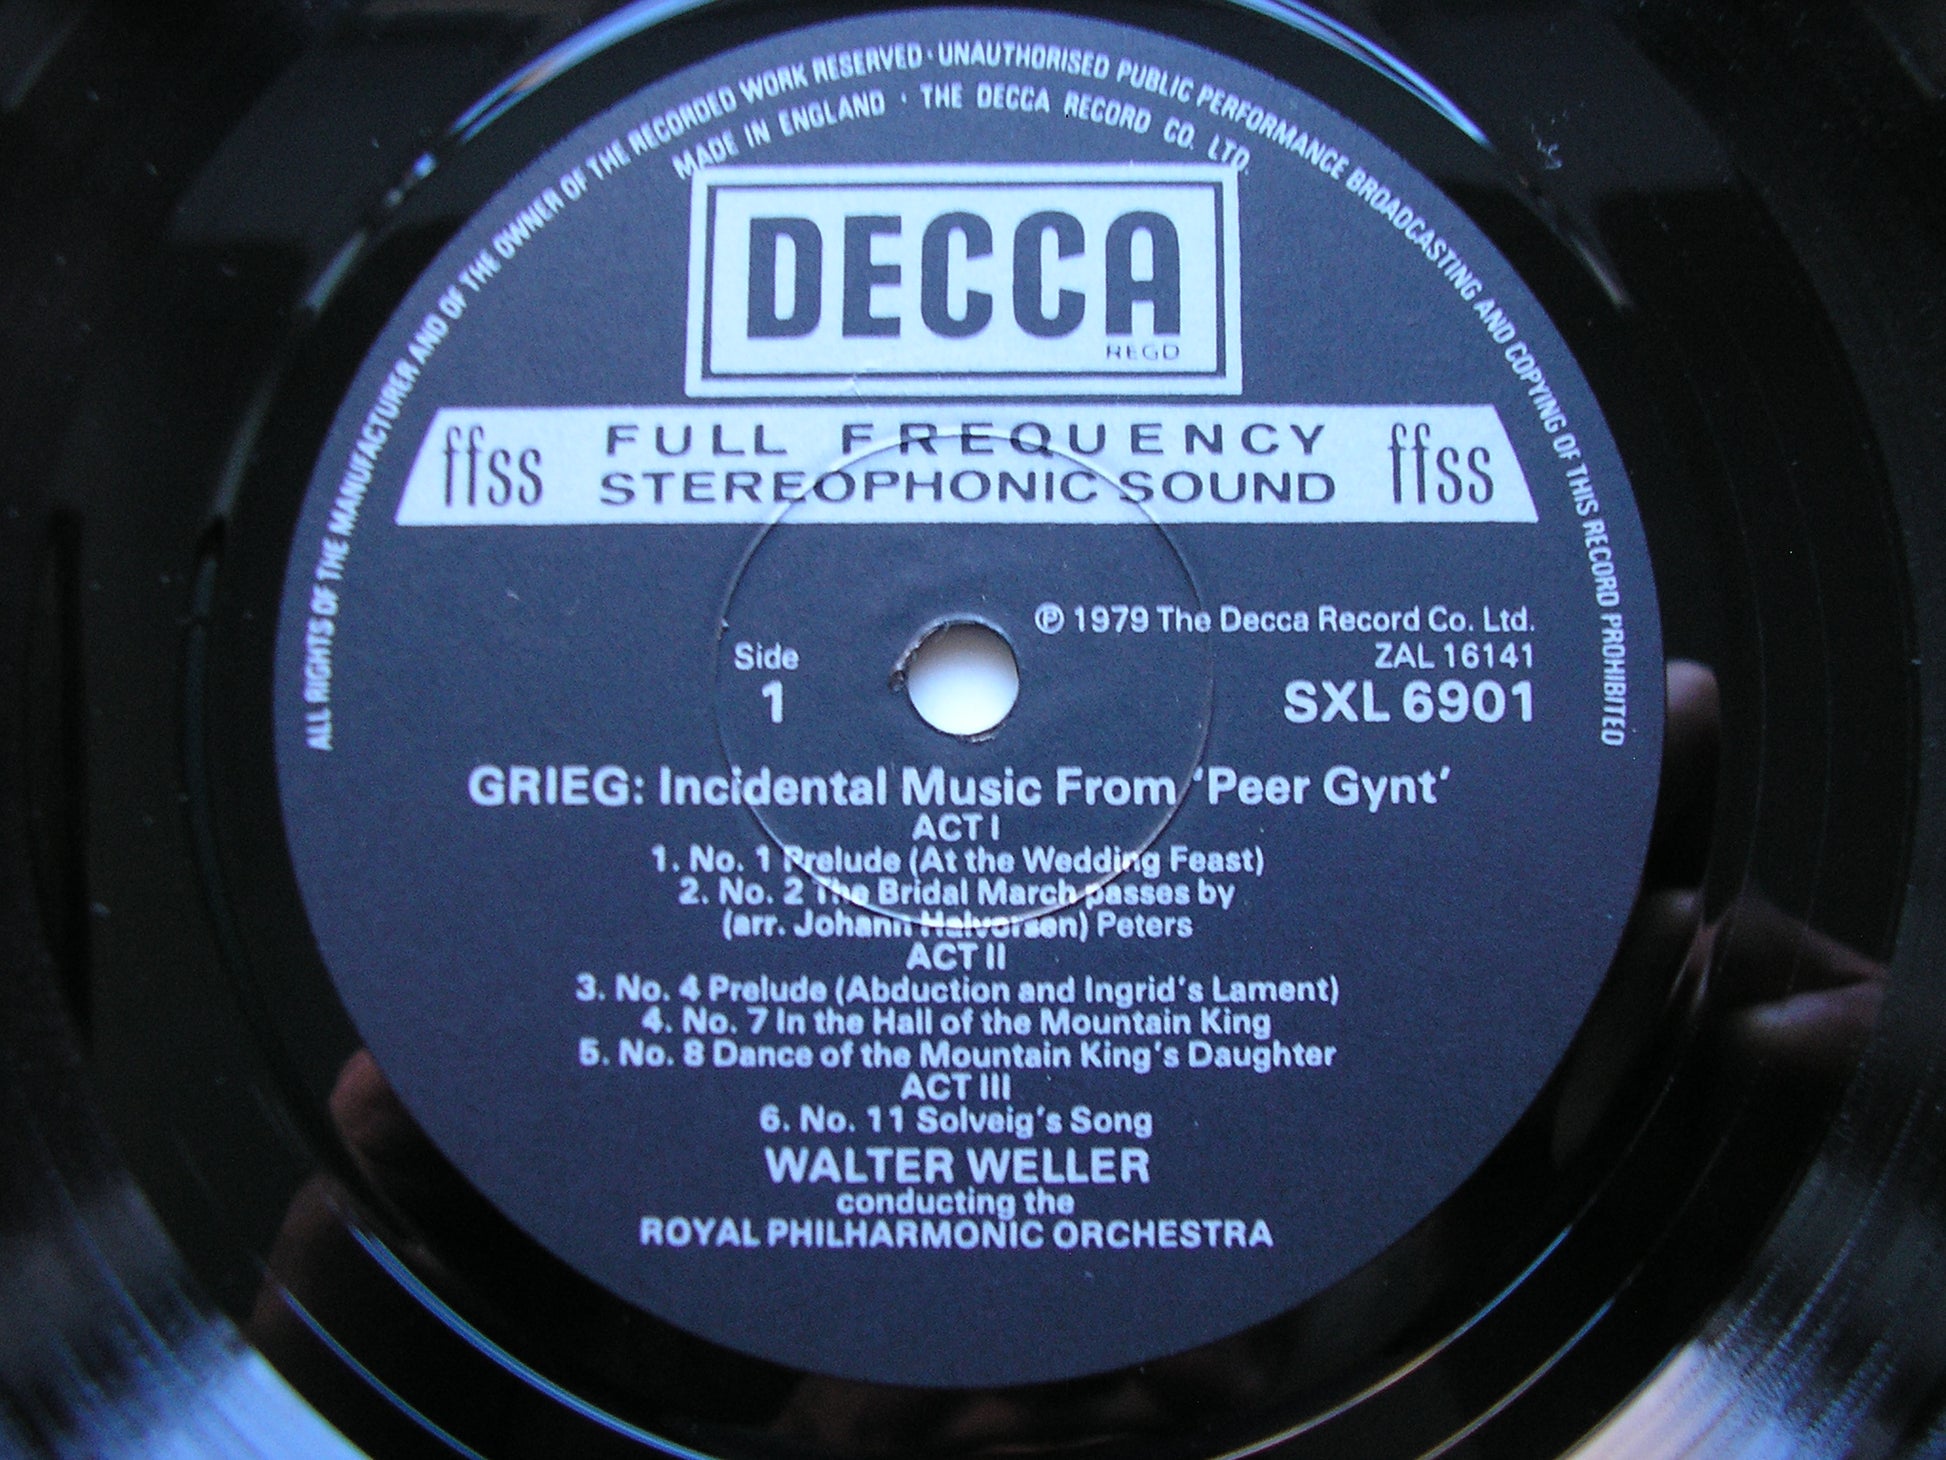 ALL RIGHTS OF THE MANUFACTURER AND OF THE OWNER OF THE RECORDED WORK RESERVED · UNAUTHORISED PUBLIC PERFORMANCE BROADCASTING AND COPYING OF THIS RECORD PROHIBITED
MADE IN ENGLAND · THE DECCA RECORD CO. LTD.
DECCA
REGD
ffss FULL FREQUENCY ffss
STEREOPHONIC SOUND
℗ 1979 The Decca Record Co. Ltd.
Side ZAL 16141
1 SXL 6901
GRIEG: Incidental Music From 'Peer Gynt'
ACT I
1. No. 1 Prelude (At the Wedding Feast)
2. No. 2 The Bridal March passes by
(arr. Johann Halvorsen) Peters
ACT II
3. No. 4 Prelude (Abduction and Ingrid's Lament)
4. No. 7 In the Hall of the Mountain King
5. No. 8 Dance of the Mountain King's Daughter
ACT III
6. No. 11 Solveig's Song
WALTER WELLER
conducting the
ROYAL PHILHARMONIC ORCHESTRA